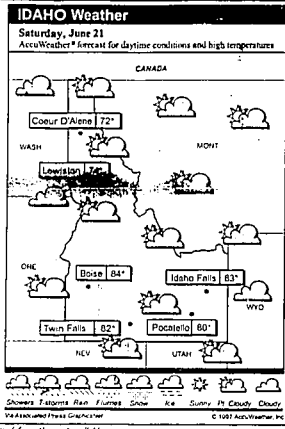 IDAHO Weather
Saturday, June 21
AccuWeather® forecast for daytime conditions and high temperatures
CANADA
Coeur D'Alene 72°
WASH
MONT
Lewiston
ORE
Boise 84°
Idaho Falls 83°
WYO
Twin Falls 82°
Pocatello 80°
NEV
UTAH
Showers T-storms Rain Flurries Snow Ice Sunny Pt. Cloudy Cloudy
Via Associated Press GraphicsNet
© 1997 AccuWeather, Inc